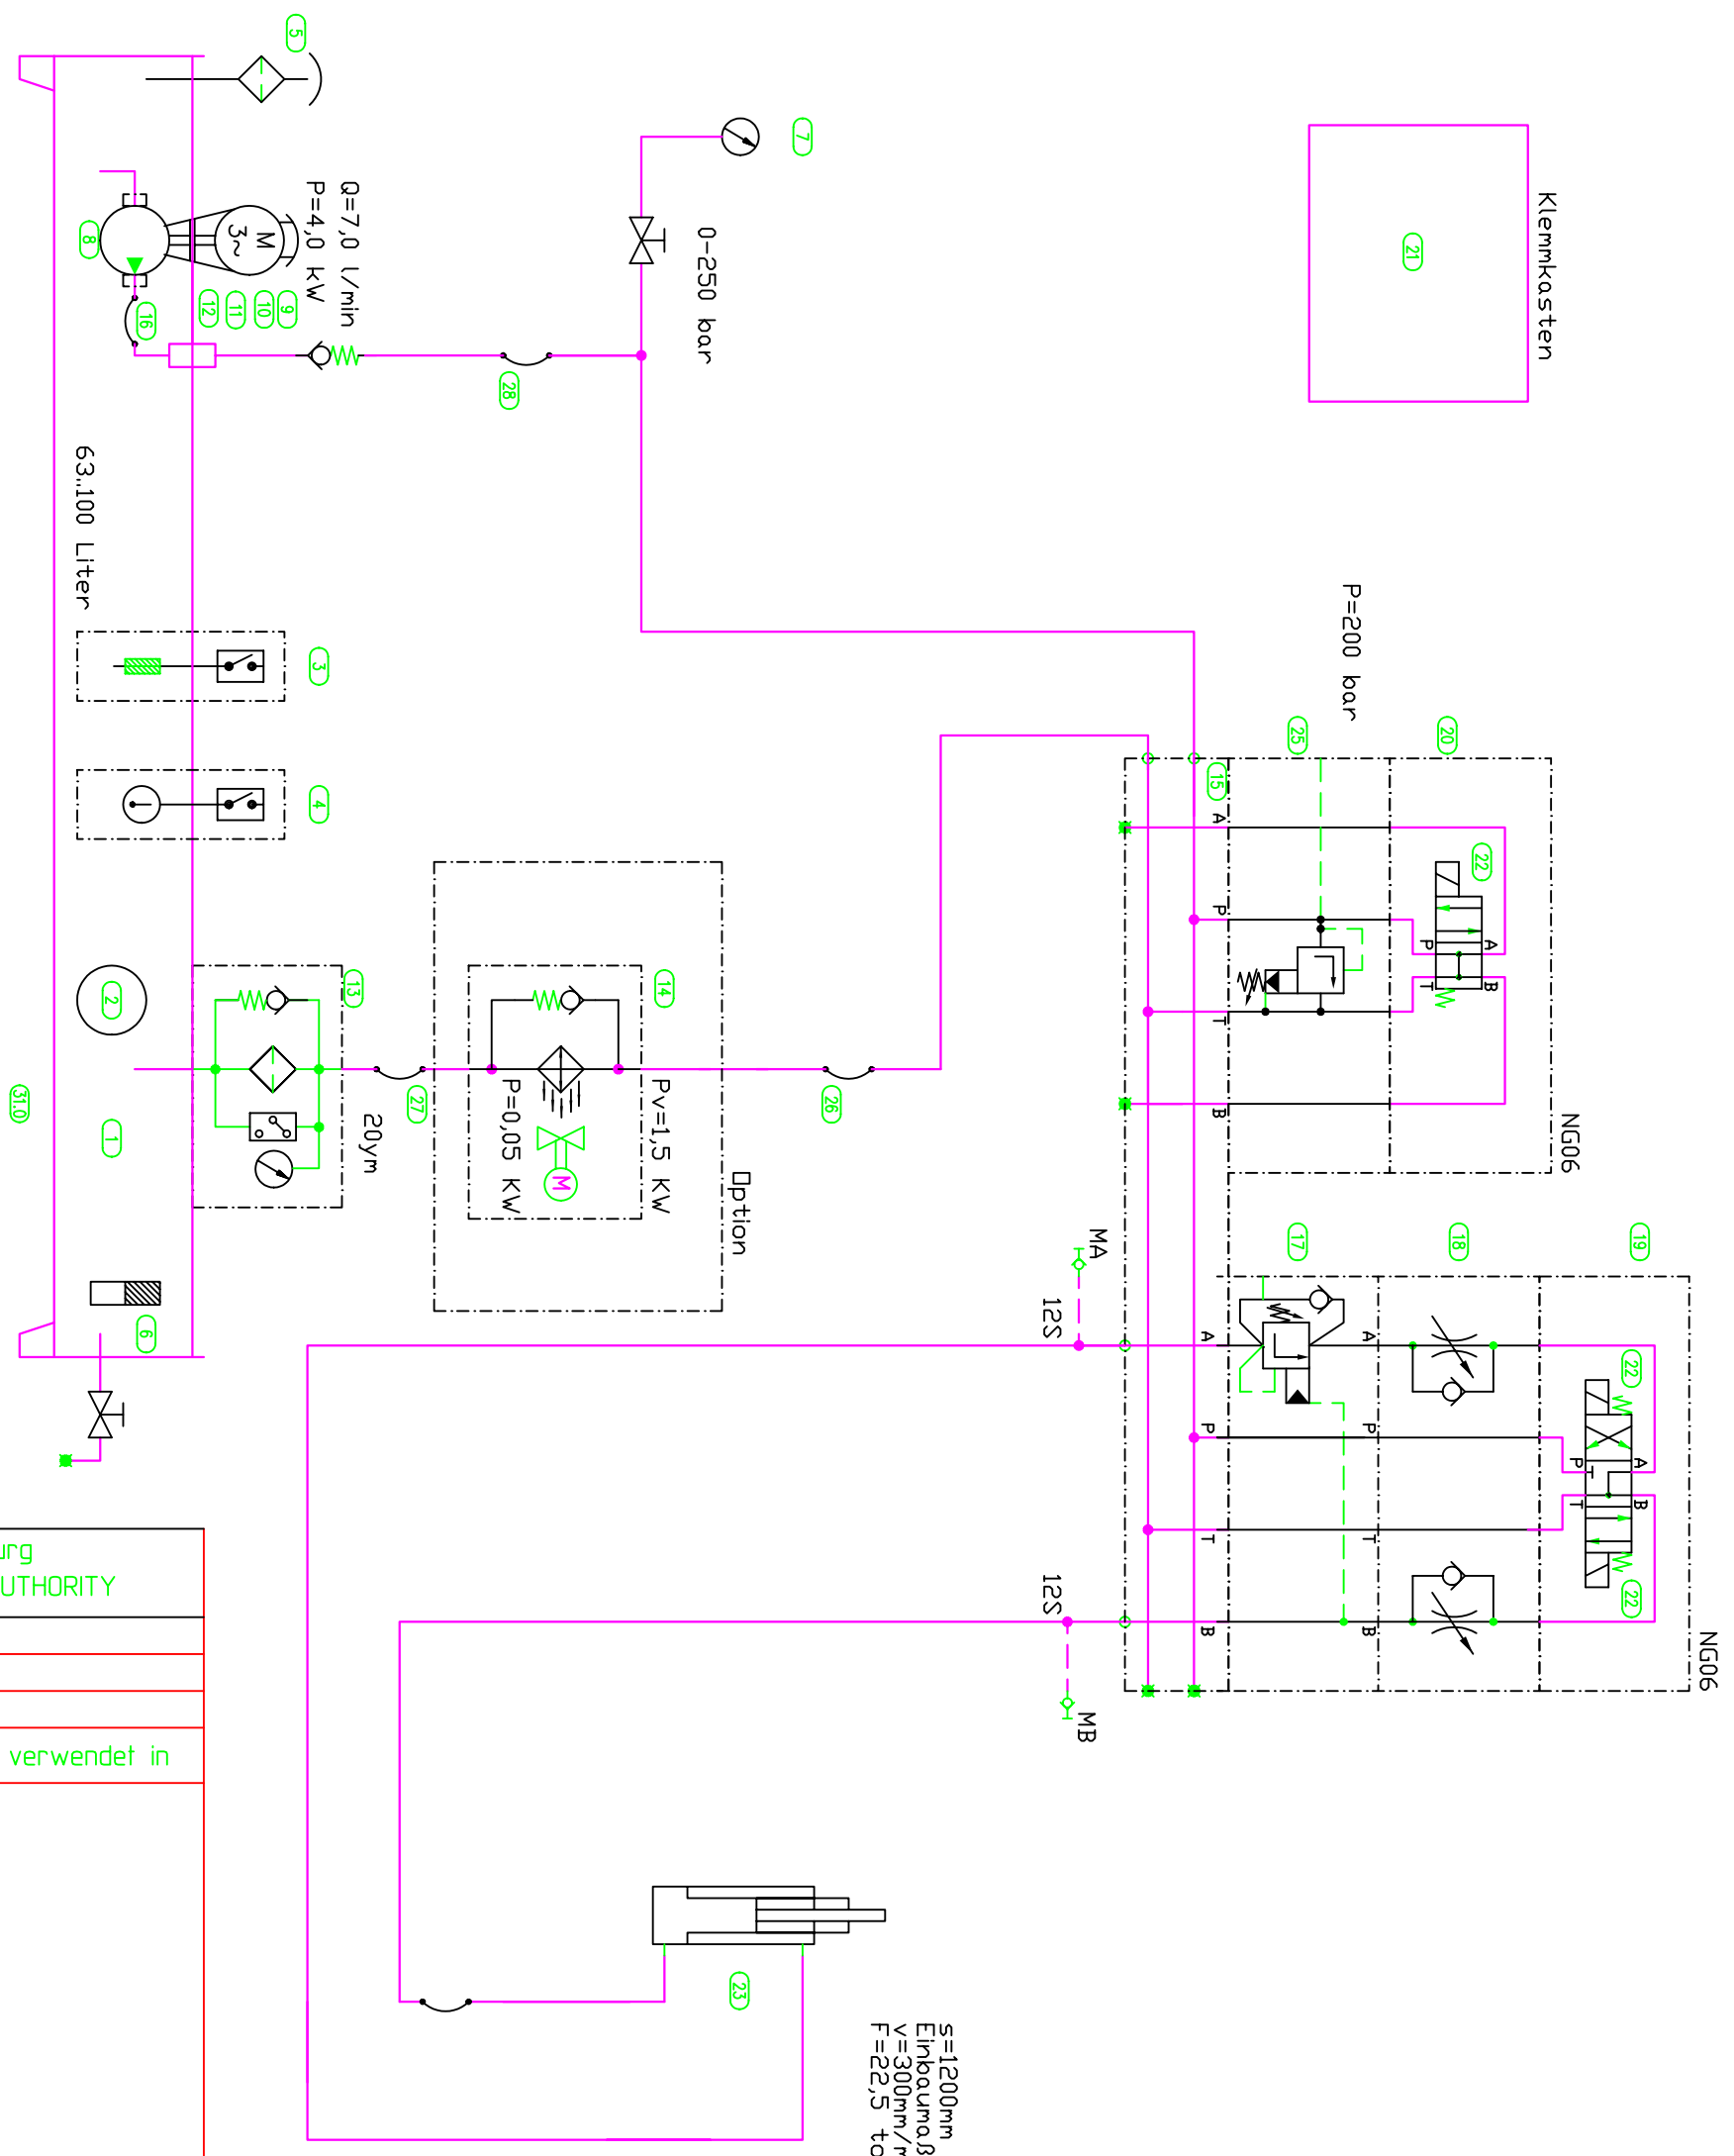 Klemmkasten
21
7
0-250 bar
5
Q=7,0 l/min
P=4,0 kW
M
3~
8
9
10
11
12
16
28
63..100 Liter
3
4
P=200 bar
25
20
15
22
A
P
T
B
A
B
P
T
NG06
Option
14
Pv=1,5 KW
P=0,05 KW
M
13
20ym
27
26
2
1
31.0
6
17
18
19
MA
12S
12S
MB
A
P
T
B
A
P
T
B
22
22
A
B
P
T
NG06
23
s=1200mm
Einbaumaß
v=300mm/m
F=22,5 to
urg
UTHORITY
verwendet in